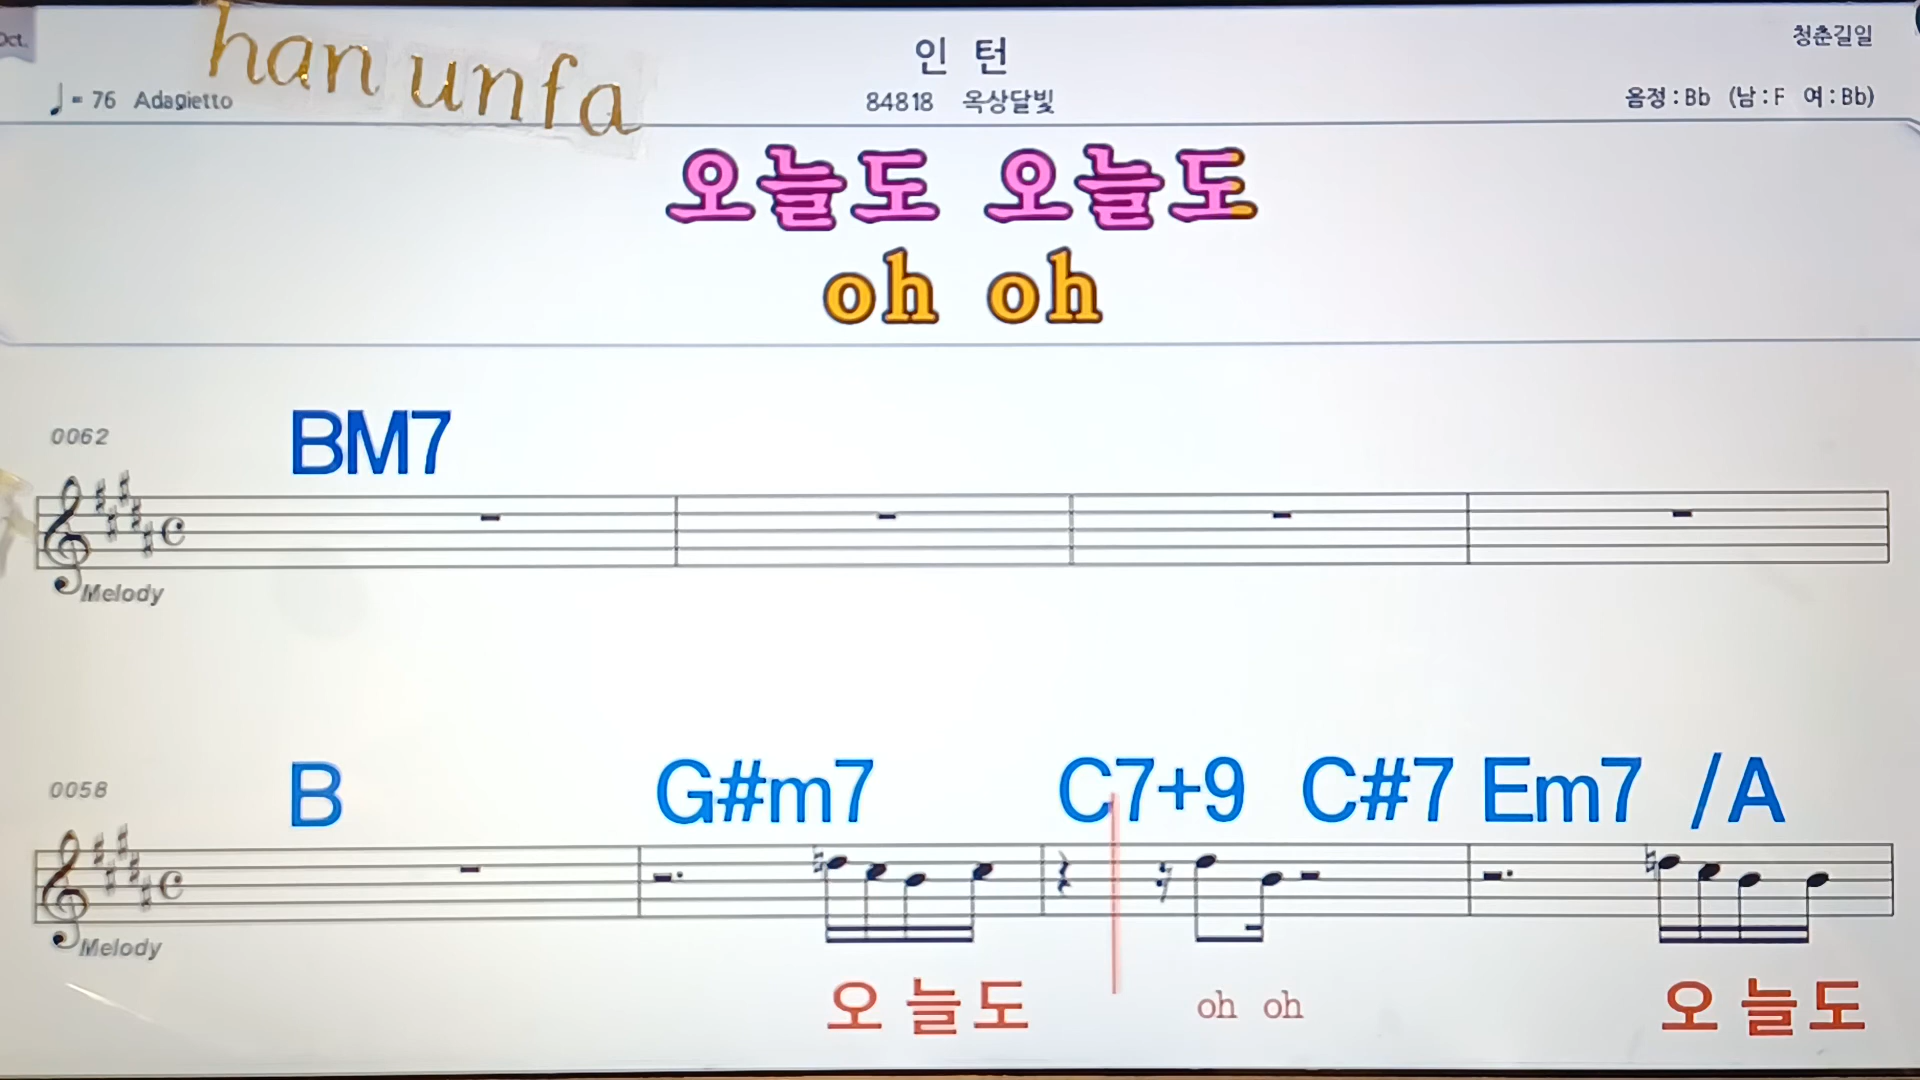 Oct.
han unfa
인 턴
청춘길일
♩= 76 Adagietto
84818 옥상달빛
음정 : Bb (남 : F 여 : Bb)
오늘도 오늘도
oh oh
0062
BM7
Melody
0058
B G#m7 C7+9 C#7 Em7 /A
Melody
오 늘도 oh oh 오 늘도